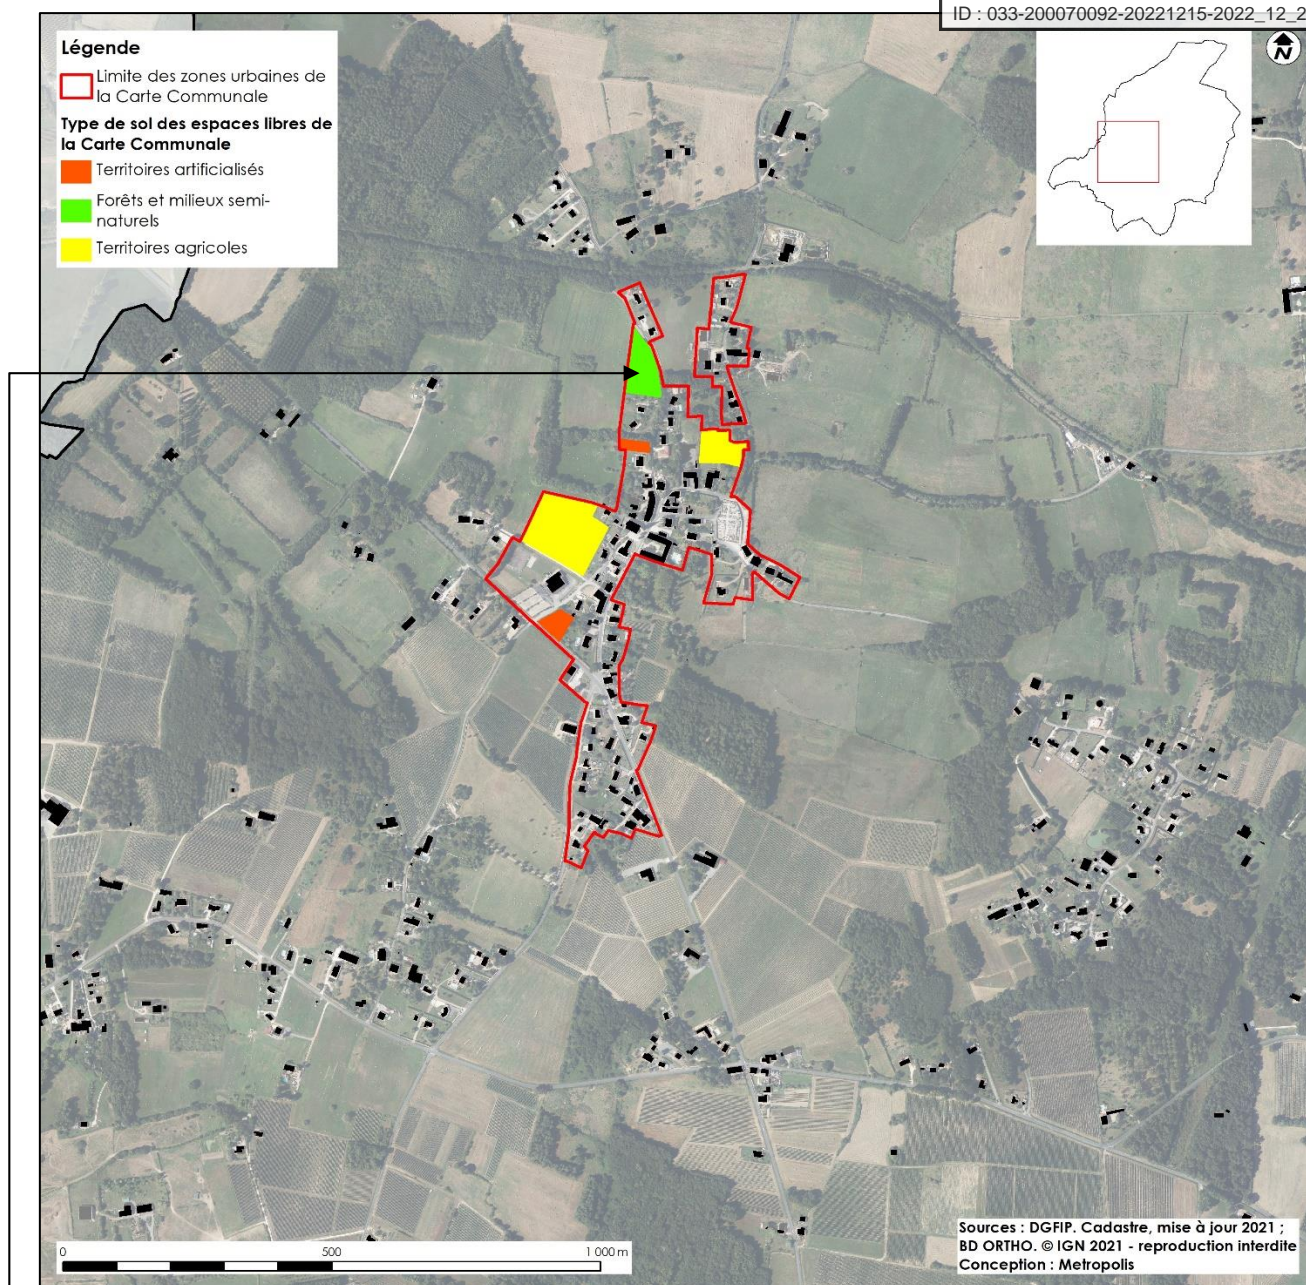 ID : 033-200070092-20221215-2022_12_2
Légende
Limite des zones urbaines de
la Carte Communale
Type de sol des espaces libres de
la Carte Communale
Territoires artificialisés
Forêts et milieux semi-
naturels
Territoires agricoles
N
0 500 1 000 m
Sources : DGFIP. Cadastre, mise à jour 2021 ;
BD ORTHO. © IGN 2021 - reproduction interdite
Conception : Metropolis